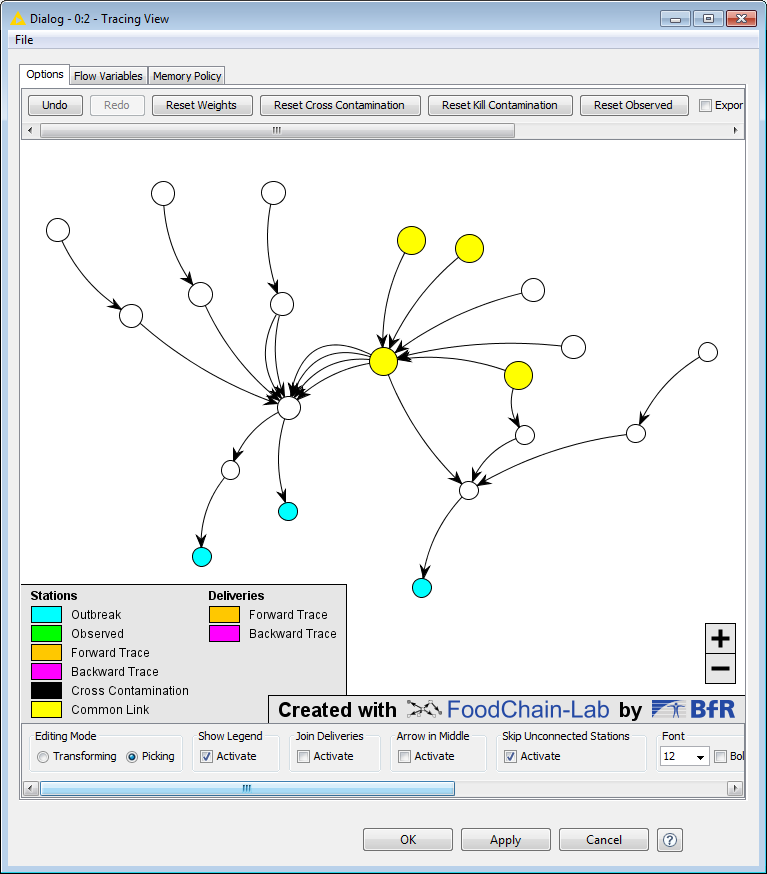 Dialog - 0:2 - Tracing View
File
Options Flow Variables Memory Policy
Undo Redo Reset Weights Reset Cross Contamination Reset Kill Contamination Reset Observed Expor
Stations Deliveries
Outbreak Forward Trace
Observed Backward Trace
Forward Trace
Backward Trace
Cross Contamination
Common Link
+
−
Created with FoodChain-Lab by BfR
Editing Mode Show Legend Join Deliveries Arrow in Middle Skip Unconnected Stations Font
Transforming Picking Activate Activate Activate Activate 12 Bol
OK Apply Cancel ?